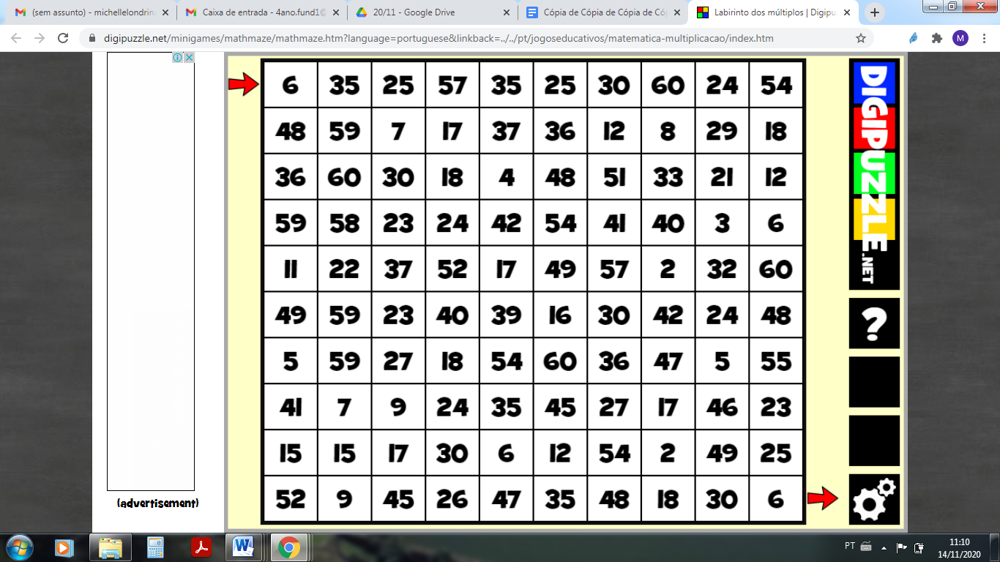 (sem assunto) - michellelondrina
Caixa de entrada - 4ano.fund1@
20/11 - Google Drive
Cópia de Cópia de Cópia de Có
Labirinto dos múltiplos | Digipu
digipuzzle.net/minigames/mathmaze/mathmaze.htm?language=portuguese&linkback=../../pt/jogoseducativos/matematica-multiplicacao/index.htm
M
6 35 25 57 35 25 30 60 24 54
48 59 7 17 37 36 12 8 29 18
36 60 30 18 4 48 51 33 21 12
59 58 23 24 42 54 41 40 3 6
11 22 37 52 17 49 57 2 32 60
49 59 23 40 39 16 30 42 24 48
5 59 27 18 54 60 36 47 5 55
41 7 9 24 35 45 27 17 46 23
15 15 17 30 6 12 54 2 49 25
52 9 45 26 47 35 48 18 30 6
DIGIPUZZLE.NET
?
(advertisement)
PT
11:10
14/11/2020